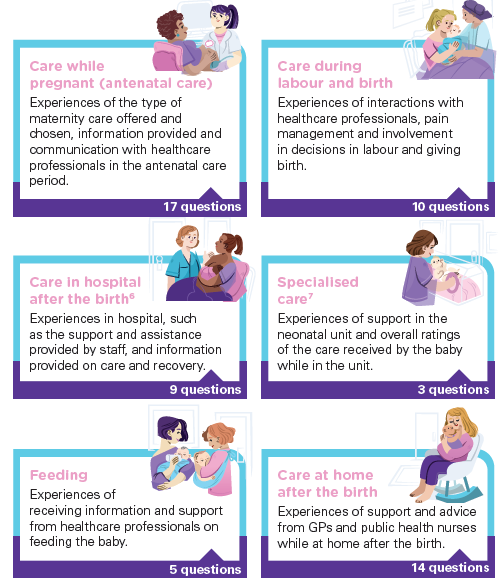 Care while
pregnant (antenatal care)
Experiences of the type of
maternity care offered and
chosen, information provided and
communication with healthcare
professionals in the antenatal care
period.
17 questions
Care during
labour and birth
Experiences of interactions with
healthcare professionals, pain
management and involvement
in decisions in labour and giving
birth.
10 questions
Care in hospital
after the birth⁶
Experiences in hospital, such
as the support and assistance
provided by staff, and information
provided on care and recovery.
9 questions
Specialised
care⁷
Experiences of support in the
neonatal unit and overall ratings
of the care received by the baby
while in the unit.
3 questions
Feeding
Experiences of
receiving information and support
from healthcare professionals on
feeding the baby.
5 questions
Care at home
after the birth
Experiences of support and advice
from GPs and public health nurses
while at home after the birth.
14 questions